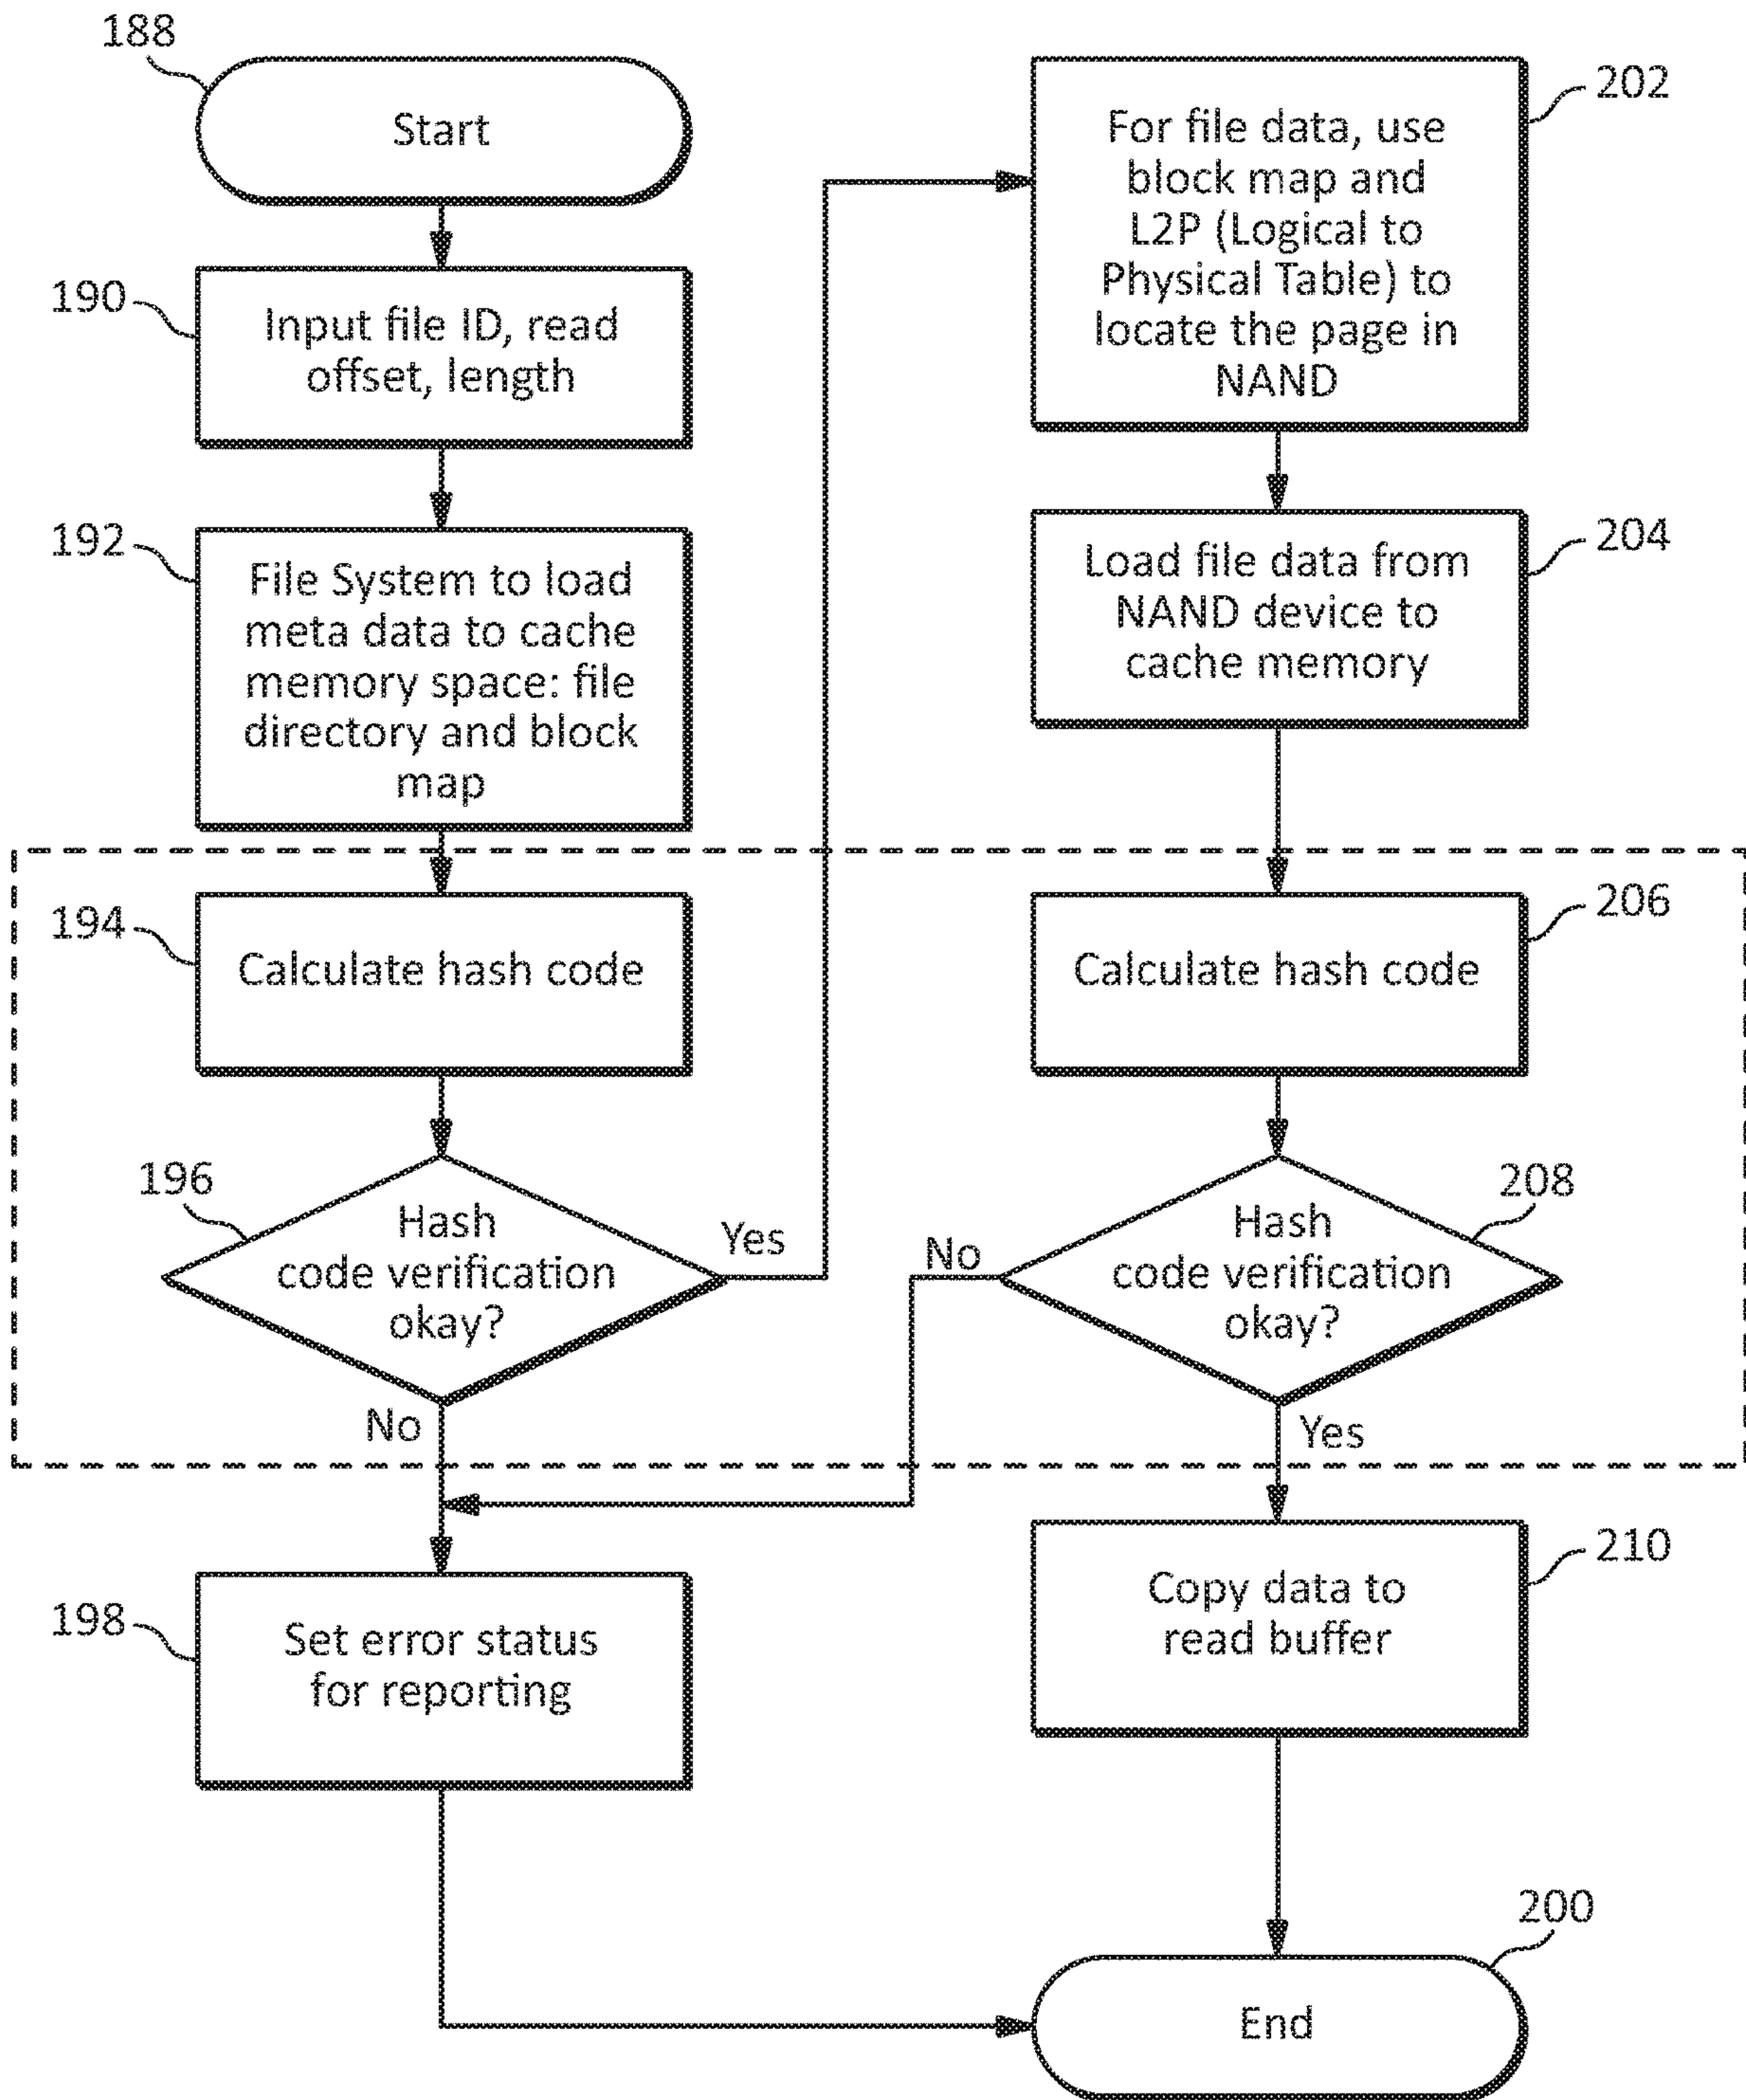 188
Start
190
Input file ID, read
offset, length
192
File System to load
meta data to cache
memory space: file
directory and block
map
194
Calculate hash code
196
Hash
code verification
okay?
Yes
No
198
Set error status
for reporting
202
For file data, use
block map and
L2P (Logical to
Physical Table) to
locate the page in
NAND
204
Load file data from
NAND device to
cache memory
206
Calculate hash code
208
Hash
code verification
okay?
No
Yes
210
Copy data to
read buffer
200
End